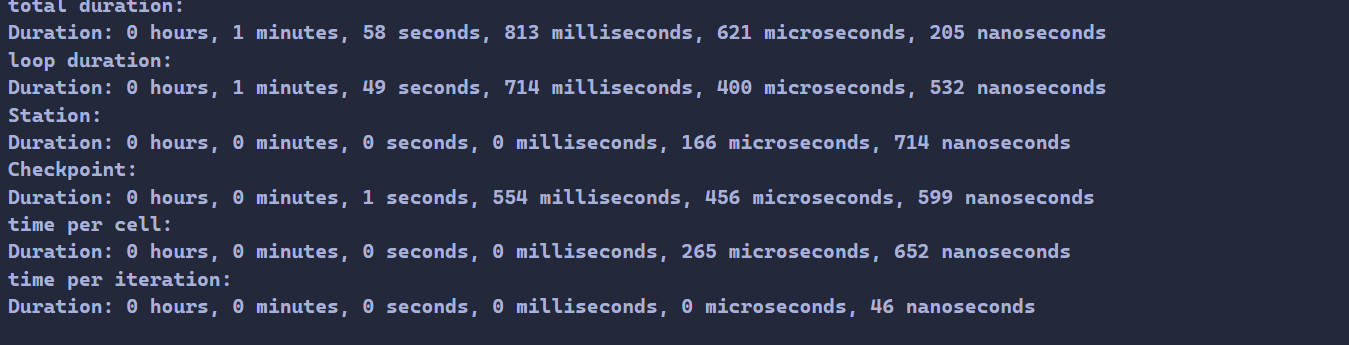 total duration:
Duration: 0 hours, 1 minutes, 58 seconds, 813 milliseconds, 621 microseconds, 205 nanoseconds
loop duration:
Duration: 0 hours, 1 minutes, 49 seconds, 714 milliseconds, 400 microseconds, 532 nanoseconds
Station:
Duration: 0 hours, 0 minutes, 0 seconds, 0 milliseconds, 166 microseconds, 714 nanoseconds
Checkpoint:
Duration: 0 hours, 0 minutes, 1 seconds, 554 milliseconds, 456 microseconds, 599 nanoseconds
time per cell:
Duration: 0 hours, 0 minutes, 0 seconds, 0 milliseconds, 265 microseconds, 652 nanoseconds
time per iteration:
Duration: 0 hours, 0 minutes, 0 seconds, 0 milliseconds, 0 microseconds, 46 nanoseconds